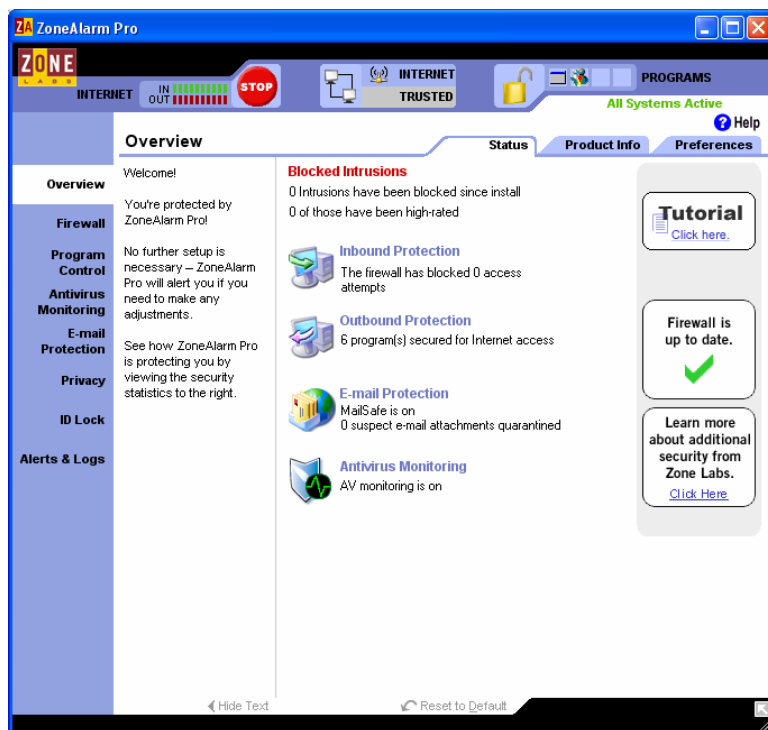 ZA ZoneAlarm Pro
ZONE
LABS
INTERNET
IN
OUT
STOP
INTERNET
TRUSTED
PROGRAMS
All Systems Active
? Help
Overview
Status
Product Info
Preferences
Overview
Firewall
Program
Control
Antivirus
Monitoring
E-mail
Protection
Privacy
ID Lock
Alerts & Logs
Welcome!
You're protected by
ZoneAlarm Pro!
No further setup is
necessary – ZoneAlarm
Pro will alert you if you
need to make any
adjustments.
See how ZoneAlarm Pro
is protecting you by
viewing the security
statistics to the right.
Blocked Intrusions
0 Intrusions have been blocked since install
0 of those have been high-rated
Inbound Protection
The firewall has blocked 0 access
attempts
Outbound Protection
6 program(s) secured for Internet access
E-mail Protection
MailSafe is on
0 suspect e-mail attachments quarantined
Antivirus Monitoring
AV monitoring is on
Tutorial
Click here.
Firewall is
up to date.
Learn more
about additional
security from
Zone Labs.
Click Here
Hide Text
Reset to Default